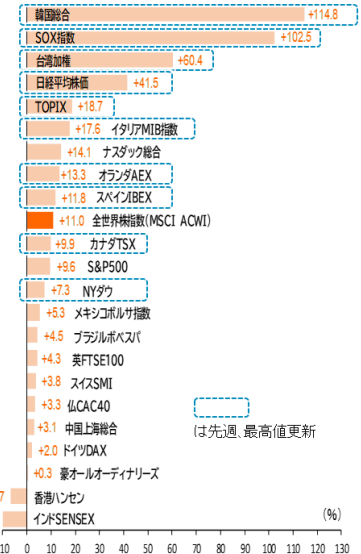 韓国総合 +114.8
SOX指数 +102.5
台湾加権 +60.4
日経平均株価 +41.5
TOPIX +18.7
+17.6 イタリアMIB指数
+14.1 ナスダック総合
+13.3 オランダAEX
+11.8 スペインIBEX
+11.0 全世界株指数(MSCI ACWI)
+9.9 カナダTSX
+9.6 S&P500
+7.3 NYダウ
+5.3 メキシコボルサ指数
+4.5 ブラジルボベスパ
+4.3 英FTSE100
+3.8 スイスSMI
+3.3 仏CAC40
は先週、最高値更新
+3.1 中国上海総合
+2.0 ドイツDAX
+0.3 豪オールオーディナリーズ
7 香港ハンセン
インドSENSEX (%)
10 0 10 20 30 40 50 60 70 80 90 100 110 120 130